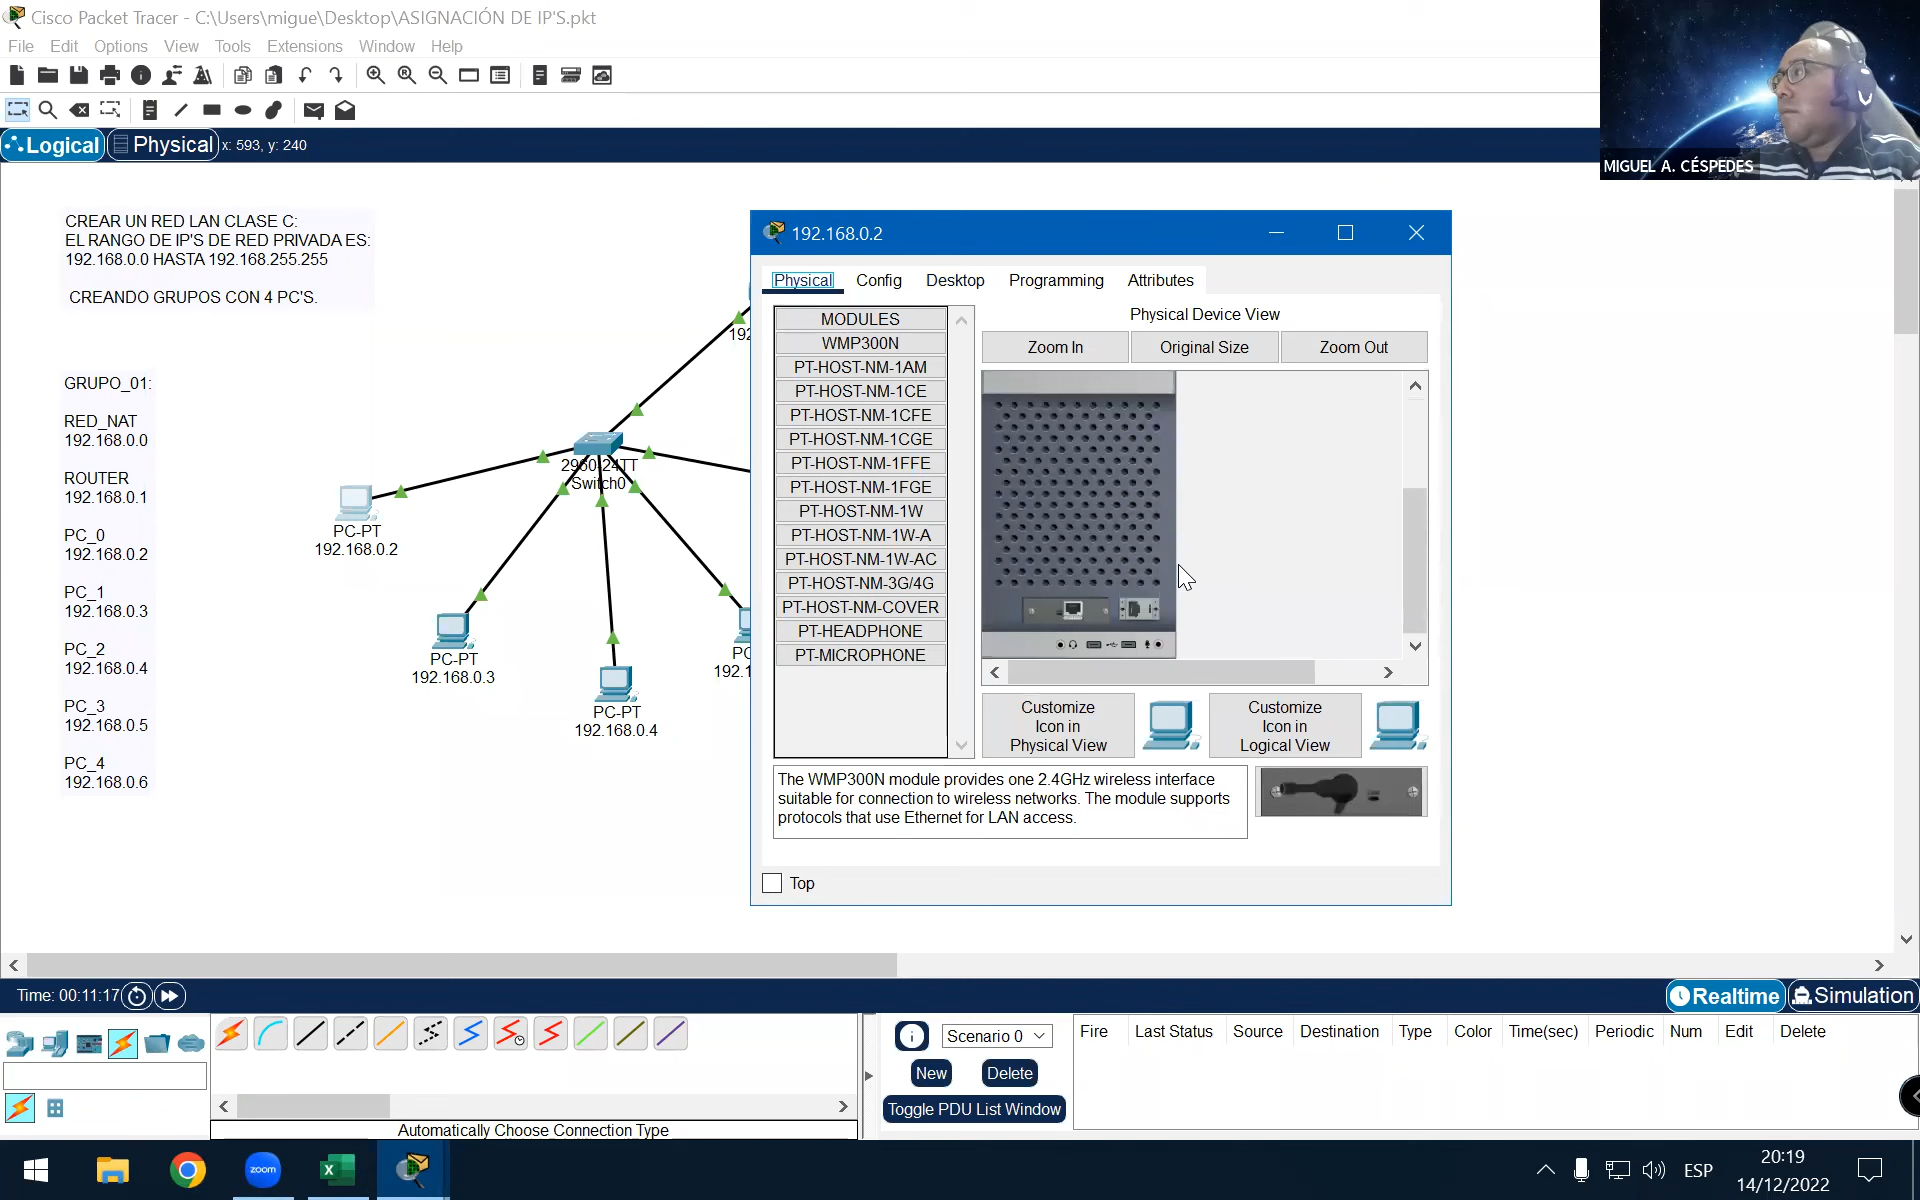 Cisco Packet Tracer - C:\Users\migue\Desktop\ASIGNACIÓN DE IP'S.pkt
File Edit Options View Tools Extensions Window Help
Logical Physical x: 593, y: 240
MIGUEL A. CÉSPEDES
CREAR UN RED LAN CLASE C:
EL RANGO DE IP'S DE RED PRIVADA ES:
192.168.0.0 HASTA 192.168.255.255
CREANDO GRUPOS CON 4 PC'S.
GRUPO_01:
RED_NAT
192.168.0.0
ROUTER
192.168.0.1
PC_0
192.168.0.2
PC_1
192.168.0.3
PC_2
192.168.0.4
PC_3
192.168.0.5
PC_4
192.168.0.6
2960-24TT
Switch0
PC-PT
192.168.0.2
PC-PT
192.168.0.3
PC-PT
192.168.0.4
PC
192.1
192
192.168.0.2
Physical Config Desktop Programming Attributes
MODULES
WMP300N
PT-HOST-NM-1AM
PT-HOST-NM-1CE
PT-HOST-NM-1CFE
PT-HOST-NM-1CGE
PT-HOST-NM-1FFE
PT-HOST-NM-1FGE
PT-HOST-NM-1W
PT-HOST-NM-1W-A
PT-HOST-NM-1W-AC
PT-HOST-NM-3G/4G
PT-HOST-NM-COVER
PT-HEADPHONE
PT-MICROPHONE
Physical Device View
Zoom In Original Size Zoom Out
Customize
Icon in
Physical View
Customize
Icon in
Logical View
The WMP300N module provides one 2.4GHz wireless interface
suitable for connection to wireless networks. The module supports
protocols that use Ethernet for LAN access.
Top
Time: 00:11:17
Realtime Simulation
Scenario 0
New Delete
Toggle PDU List Window
Fire Last Status Source Destination Type Color Time(sec) Periodic Num Edit Delete
Automatically Choose Connection Type
zoom
ESP
20:19
14/12/2022